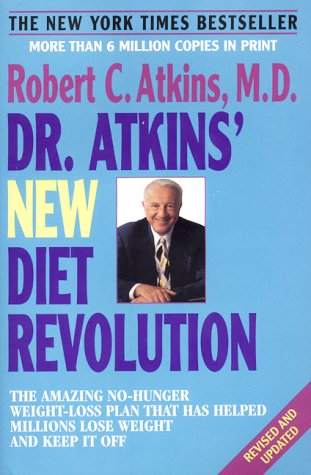 THE NEW YORK TIMES BESTSELLER
MORE THAN 6 MILLION COPIES IN PRINT
Robert C. Atkins, M.D.
DR. ATKINS'
NEW
DIET
REVOLUTION
THE AMAZING NO-HUNGER
WEIGHT-LOSS PLAN THAT HAS HELPED
MILLIONS LOSE WEIGHT
AND KEEP IT OFF
REVISED AND
UPDATED